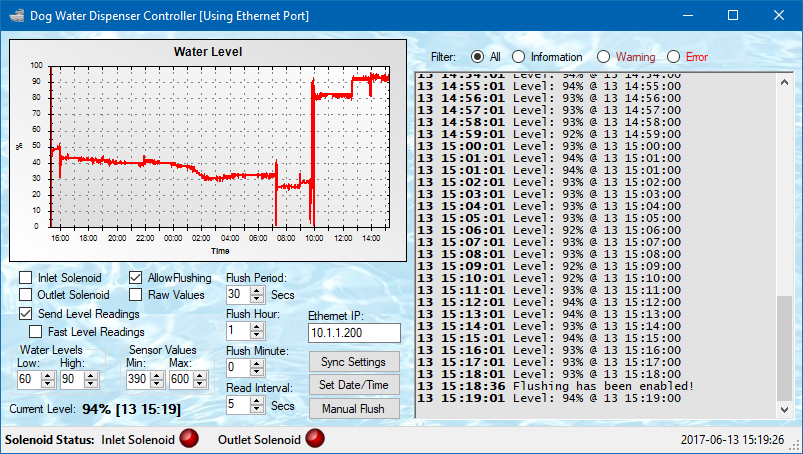 Dog Water Dispenser Controller [Using Ethernet Port]
Water Level
%
100
90
80
70
60
50
40
30
20
10
0
16:00 18:00 20:00 22:00 00:00 02:00 04:00 06:00 08:00 10:00 12:00 14:00
Time
Filter: All Information Warning Error
13 14:54:01 Level: 94% @ 13 14:54:00
13 14:55:01 Level: 94% @ 13 14:55:00
13 14:56:01 Level: 93% @ 13 14:56:00
13 14:57:01 Level: 93% @ 13 14:57:00
13 14:58:01 Level: 93% @ 13 14:58:00
13 14:59:01 Level: 92% @ 13 14:59:00
13 15:00:01 Level: 93% @ 13 15:00:00
13 15:01:01 Level: 94% @ 13 15:01:00
13 15:01:01 Level: 94% @ 13 15:01:00
13 15:02:01 Level: 93% @ 13 15:02:00
13 15:03:01 Level: 93% @ 13 15:03:00
13 15:04:01 Level: 93% @ 13 15:04:00
13 15:05:01 Level: 93% @ 13 15:05:00
13 15:06:01 Level: 92% @ 13 15:06:00
13 15:07:01 Level: 93% @ 13 15:07:00
13 15:08:01 Level: 93% @ 13 15:08:00
13 15:09:01 Level: 92% @ 13 15:09:00
13 15:10:01 Level: 92% @ 13 15:10:00
13 15:11:01 Level: 93% @ 13 15:11:00
13 15:12:01 Level: 94% @ 13 15:12:00
13 15:13:01 Level: 94% @ 13 15:13:00
13 15:14:01 Level: 93% @ 13 15:14:00
13 15:15:01 Level: 94% @ 13 15:15:00
13 15:16:01 Level: 93% @ 13 15:16:00
13 15:17:01 Level: 93% @ 13 15:17:00
13 15:18:01 Level: 93% @ 13 15:18:00
13 15:18:36 Flushing has been enabled!
13 15:19:01 Level: 94% @ 13 15:19:00
Inlet Solenoid
AllowFlushing
Outlet Solenoid
Raw Values
Send Level Readings
Fast Level Readings
Water Levels
Low: High:
60 90
Sensor Values
Min: Max:
390 600
Current Level: 94% [13 15:19]
Flush Period:
30 Secs
Flush Hour:
1
Flush Minute:
0
Read Interval:
5 Secs
Ethernet IP:
10.1.1.200
Sync Settings
Set Date/Time
Manual Flush
Solenoid Status: Inlet Solenoid Outlet Solenoid 2017-06-13 15:19:26